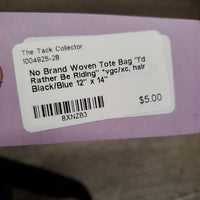 The Tack Collector
1004925-28
No Brand Woven Tote Bag "I'd
Rather Be Riding" *vgc/xc, hair
Black/Blue 12" x 14"
$5.00
8XNZB3